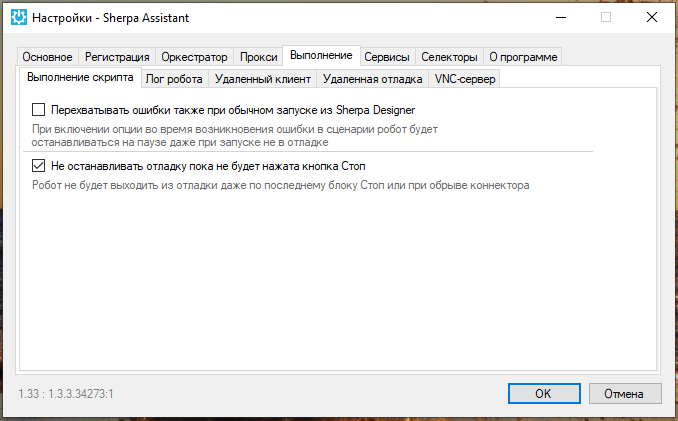 Настройки - Sherpa Assistant
Основное Регистрация Оркестратор Прокси Выполнение Сервисы Селекторы О программе
Выполнение скрипта Лог робота Удаленный клиент Удаленная отладка VNC-сервер
Перехватывать ошибки также при обычном запуске из Sherpa Designer
При включении опции во время возникновения ошибки в сценарии робот будет
останавливаться на паузе даже при запуске не в отладке
Не останавливать отладку пока не будет нажата кнопка Стоп
Робот не будет выходить из отладки даже по последнему блоку Стоп или при обрыве коннектора
1.33 : 1.3.3.34273:1
OK Отмена